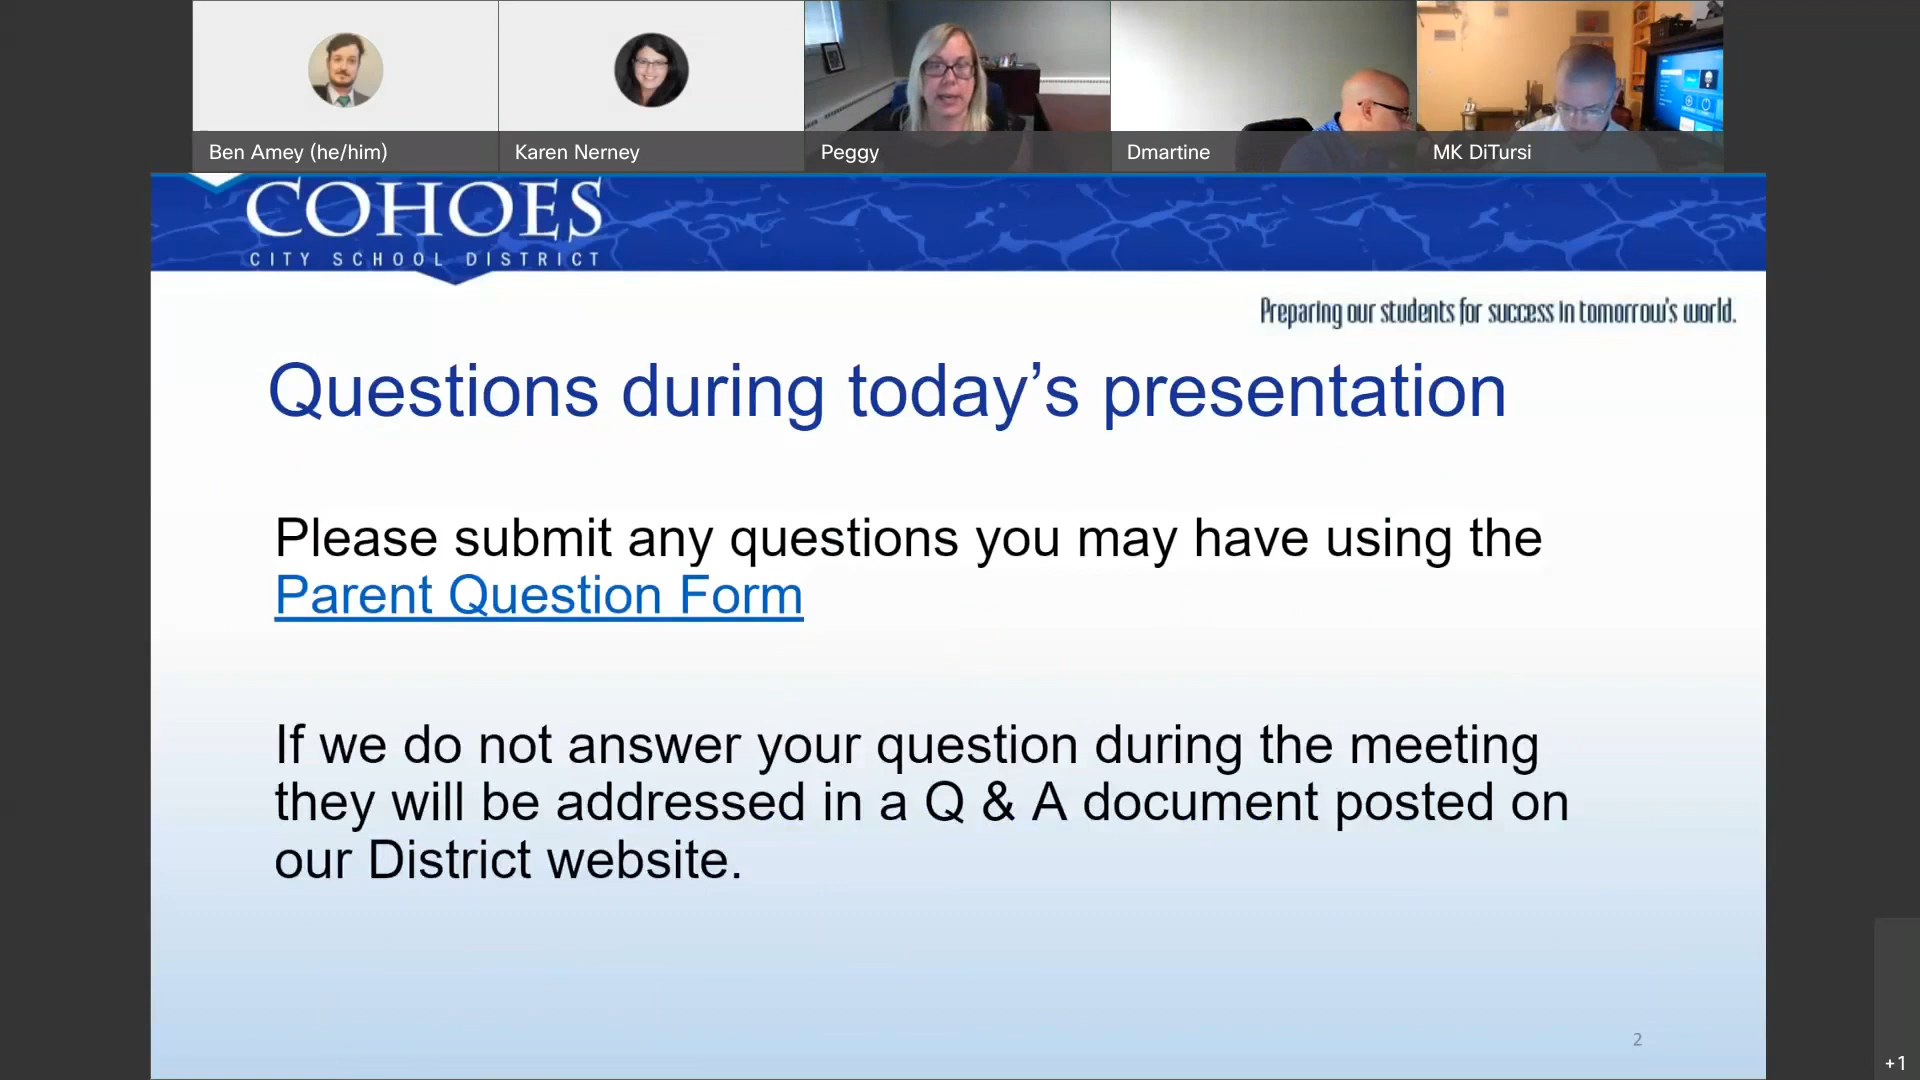 Ben Amey (he/him)
Karen Nerney
Peggy
Dmartine
MK DiTursi
COHOES
CITY SCHOOL DISTRICT
Preparing our students for success in tomorrow's world.
Questions during today’s presentation
Please submit any questions you may have using the
Parent Question Form
If we do not answer your question during the meeting
they will be addressed in a Q & A document posted on
our District website.
2
+1